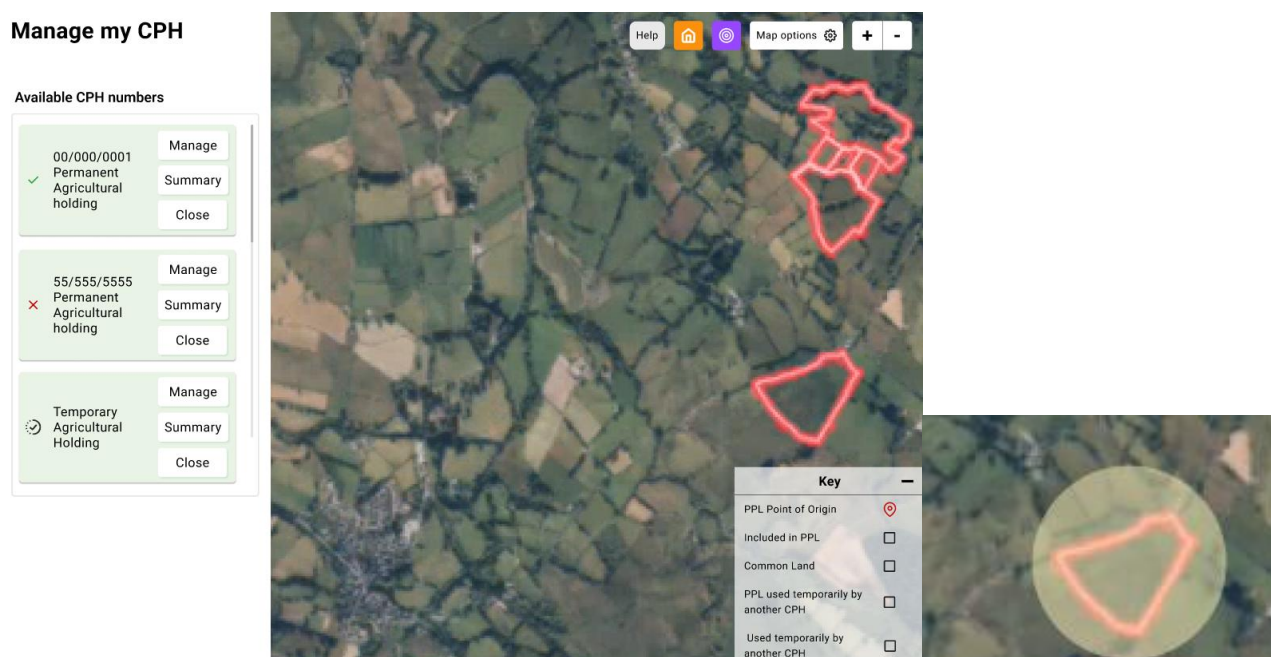 Manage my CPH
Available CPH numbers
00/000/0001
Permanent
Agricultural
holding
Manage
Summary
Close
55/555/5555
Permanent
Agricultural
holding
Manage
Summary
Close
Temporary
Agricultural
Holding
Manage
Summary
Close
Help
Map options
+
-
Key
PPL Point of Origin
Included in PPL
Common Land
PPL used temporarily by
another CPH
Used temporarily by
another CPH